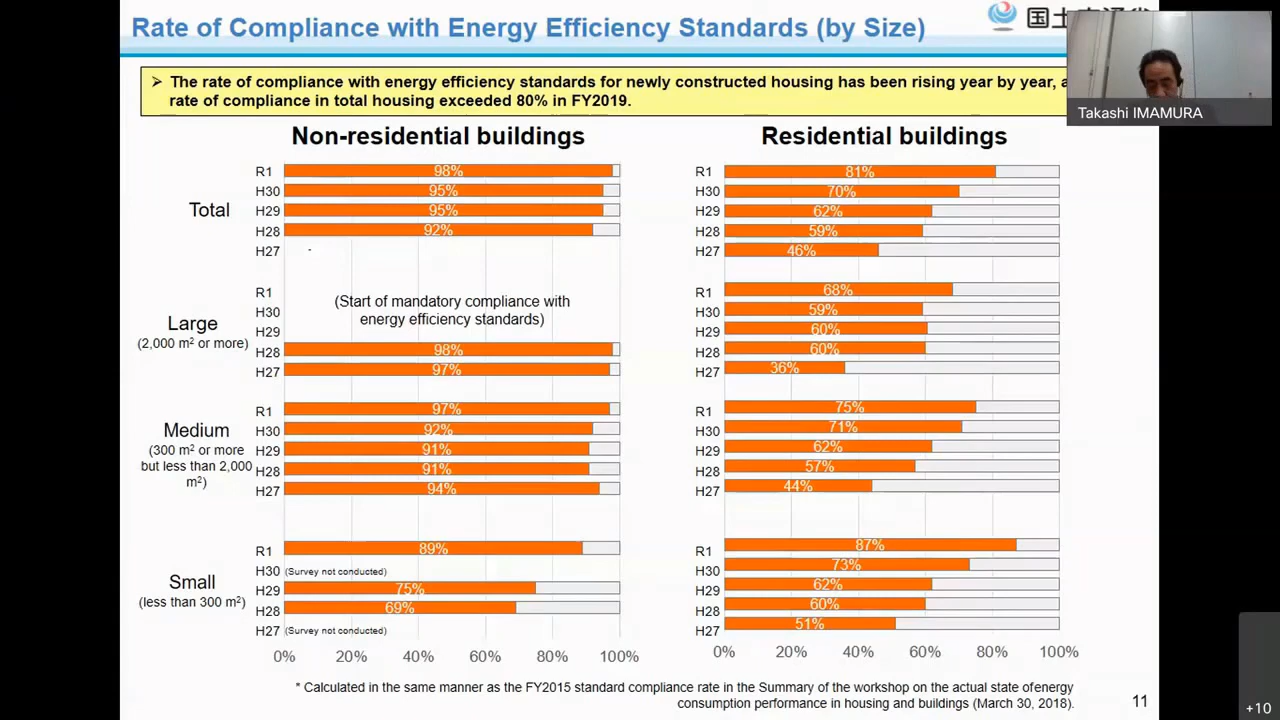 Rate of Compliance with Energy Efficiency Standards (by Size)
国土交通省
Takashi IMAMURA
➢ The rate of compliance with energy efficiency standards for newly constructed housing has been rising year by year,
rate of compliance in total housing exceeded 80% in FY2019.
Non-residential buildings
Total
R1 98%
H30 95%
H29 95%
H28 92%
H27 -
Large
(2,000 m² or more)
R1
H30
H29
(Start of mandatory compliance with
energy efficiency standards)
H28 98%
H27 97%
Medium
(300 m² or more
but less than 2,000
m²)
R1 97%
H30 92%
H29 91%
H28 91%
H27 94%
Small
(less than 300 m²)
R1 89%
H30 (Survey not conducted)
H29 75%
H28 69%
H27 (Survey not conducted)
0% 20% 40% 60% 80% 100%
Residential buildings
R1 81%
H30 70%
H29 62%
H28 59%
H27 46%
R1 68%
H30 59%
H29 60%
H28 60%
H27 36%
R1 75%
H30 71%
H29 62%
H28 57%
H27 44%
R1 87%
H30 73%
H29 62%
H28 60%
H27 51%
0% 20% 40% 60% 80% 100%
* Calculated in the same manner as the FY2015 standard compliance rate in the Summary of the workshop on the actual state of energy
consumption performance in housing and buildings (March 30, 2018).
11
+10